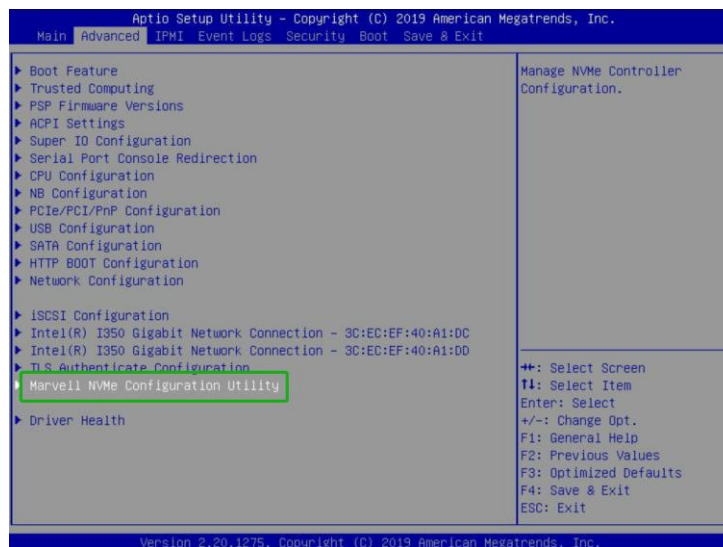 Aptio Setup Utility – Copyright (C) 2019 American Megatrends, Inc.
Main Advanced IPMI Event Logs Security Boot Save & Exit
Boot Feature
Trusted Computing
PSP Firmware Versions
ACPI Settings
Super IO Configuration
Serial Port Console Redirection
CPU Configuration
NB Configuration
PCIe/PCI/PnP Configuration
USB Configuration
SATA Configuration
HTTP BOOT Configuration
Network Configuration
iSCSI Configuration
Intel(R) I350 Gigabit Network Connection - 3C:EC:EF:40:A1:DC
Intel(R) I350 Gigabit Network Connection - 3C:EC:EF:40:A1:DD
TLS Authenticate Configuration
Marvell NVMe Configuration Utility
Driver Health
Manage NVMe Controller
Configuration.
→←: Select Screen
↑↓: Select Item
Enter: Select
+/-: Change Opt.
F1: General Help
F2: Previous Values
F3: Optimized Defaults
F4: Save & Exit
ESC: Exit
Version 2.20.1275. Copyright (C) 2019 American Megatrends, Inc.